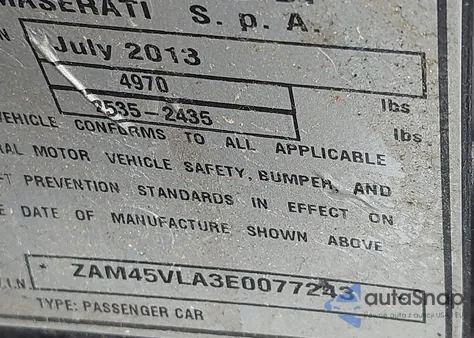 MASERATI S. p. A.
July 2013
4970 lbs
2535-2435 lbs
VEHICLE CONFORMS TO ALL APPLICABLE
MOTOR VEHICLE SAFETY, BUMPER, AND
PREVENTION STANDARDS IN EFFECT ON
DATE OF MANUFACTURE SHOWN ABOVE
* ZAM45VLA3E0077243
TYPE: PASSENGER CAR
autaSnap